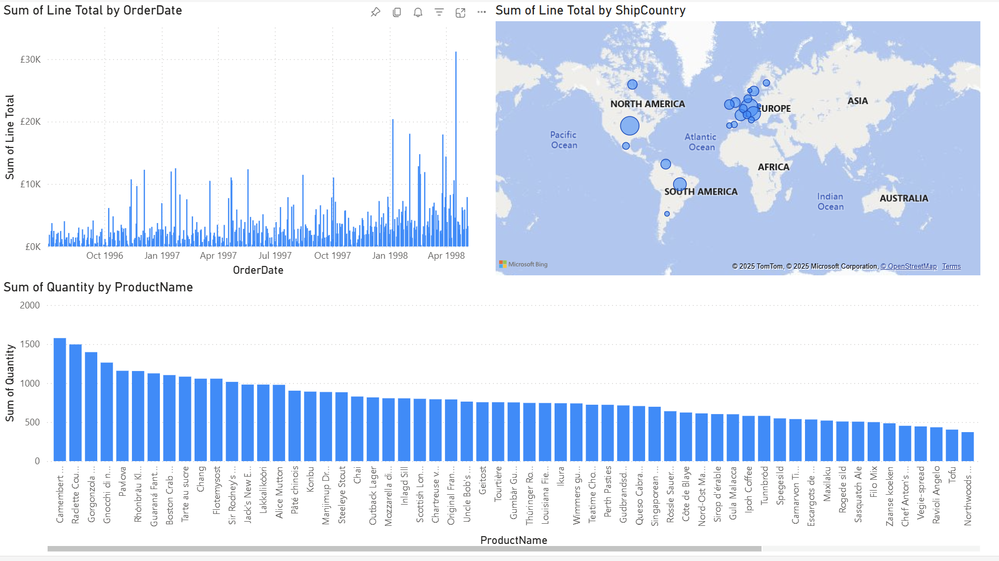 Sum of Line Total by OrderDate
Sum of Line Total
£30K
£20K
£10K
£0K
Oct 1996
Jan 1997
Apr 1997
Jul 1997
Oct 1997
Jan 1998
Apr 1998
OrderDate
Sum of Line Total by ShipCountry
NORTH AMERICA
EUROPE
ASIA
Pacific
Ocean
Atlantic
Ocean
AFRICA
SOUTH AMERICA
Indian
Ocean
AUSTRALIA
Microsoft Bing
© 2025 TomTom, © 2025 Microsoft Corporation, © OpenStreetMap Terms
Sum of Quantity by ProductName
Sum of Quantity
2000
1500
1000
500
0
Camembert ...
Raclette Cou...
Gorgonzola ...
Gnocchi di n...
Pavlova
Rhönbräu Kl...
Guaraná Fant...
Boston Crab ...
Tarte au sucre
Chang
Flotemysost
Sir Rodney's ...
Jack's New E...
Lakkalikööri
Alice Mutton
Pâté chinois
Konbu
Manjimup Dr...
Steeleye Stout
Chai
Outback Lager
Mozzarella di...
Inlagd Sill
Scottish Lon...
Chartreuse v...
Original Fran...
Uncle Bob's ...
Geitost
Tourtière
Gumbär Gu...
Thüringer Ro...
Louisiana Fie...
Ikura
Wimmers gu...
Teatime Cho...
Perth Pasties
Gudbrandsd...
Queso Cabra...
Singaporean ...
Rössle Sauer...
Côte de Blaye
Nord-Ost Ma...
Sirop d'érable
Gula Malacca
Ipoh Coffee
Tunnbröd
Spegesild
Carnarvon Ti...
Escargots de ...
Maxilaku
Rogede sild
Sasquatch Ale
Filo Mix
Zaanse koeken
Chef Anton's ...
Vegie-spread
Ravioli Angelo
Tofu
Northwoods ...
ProductName